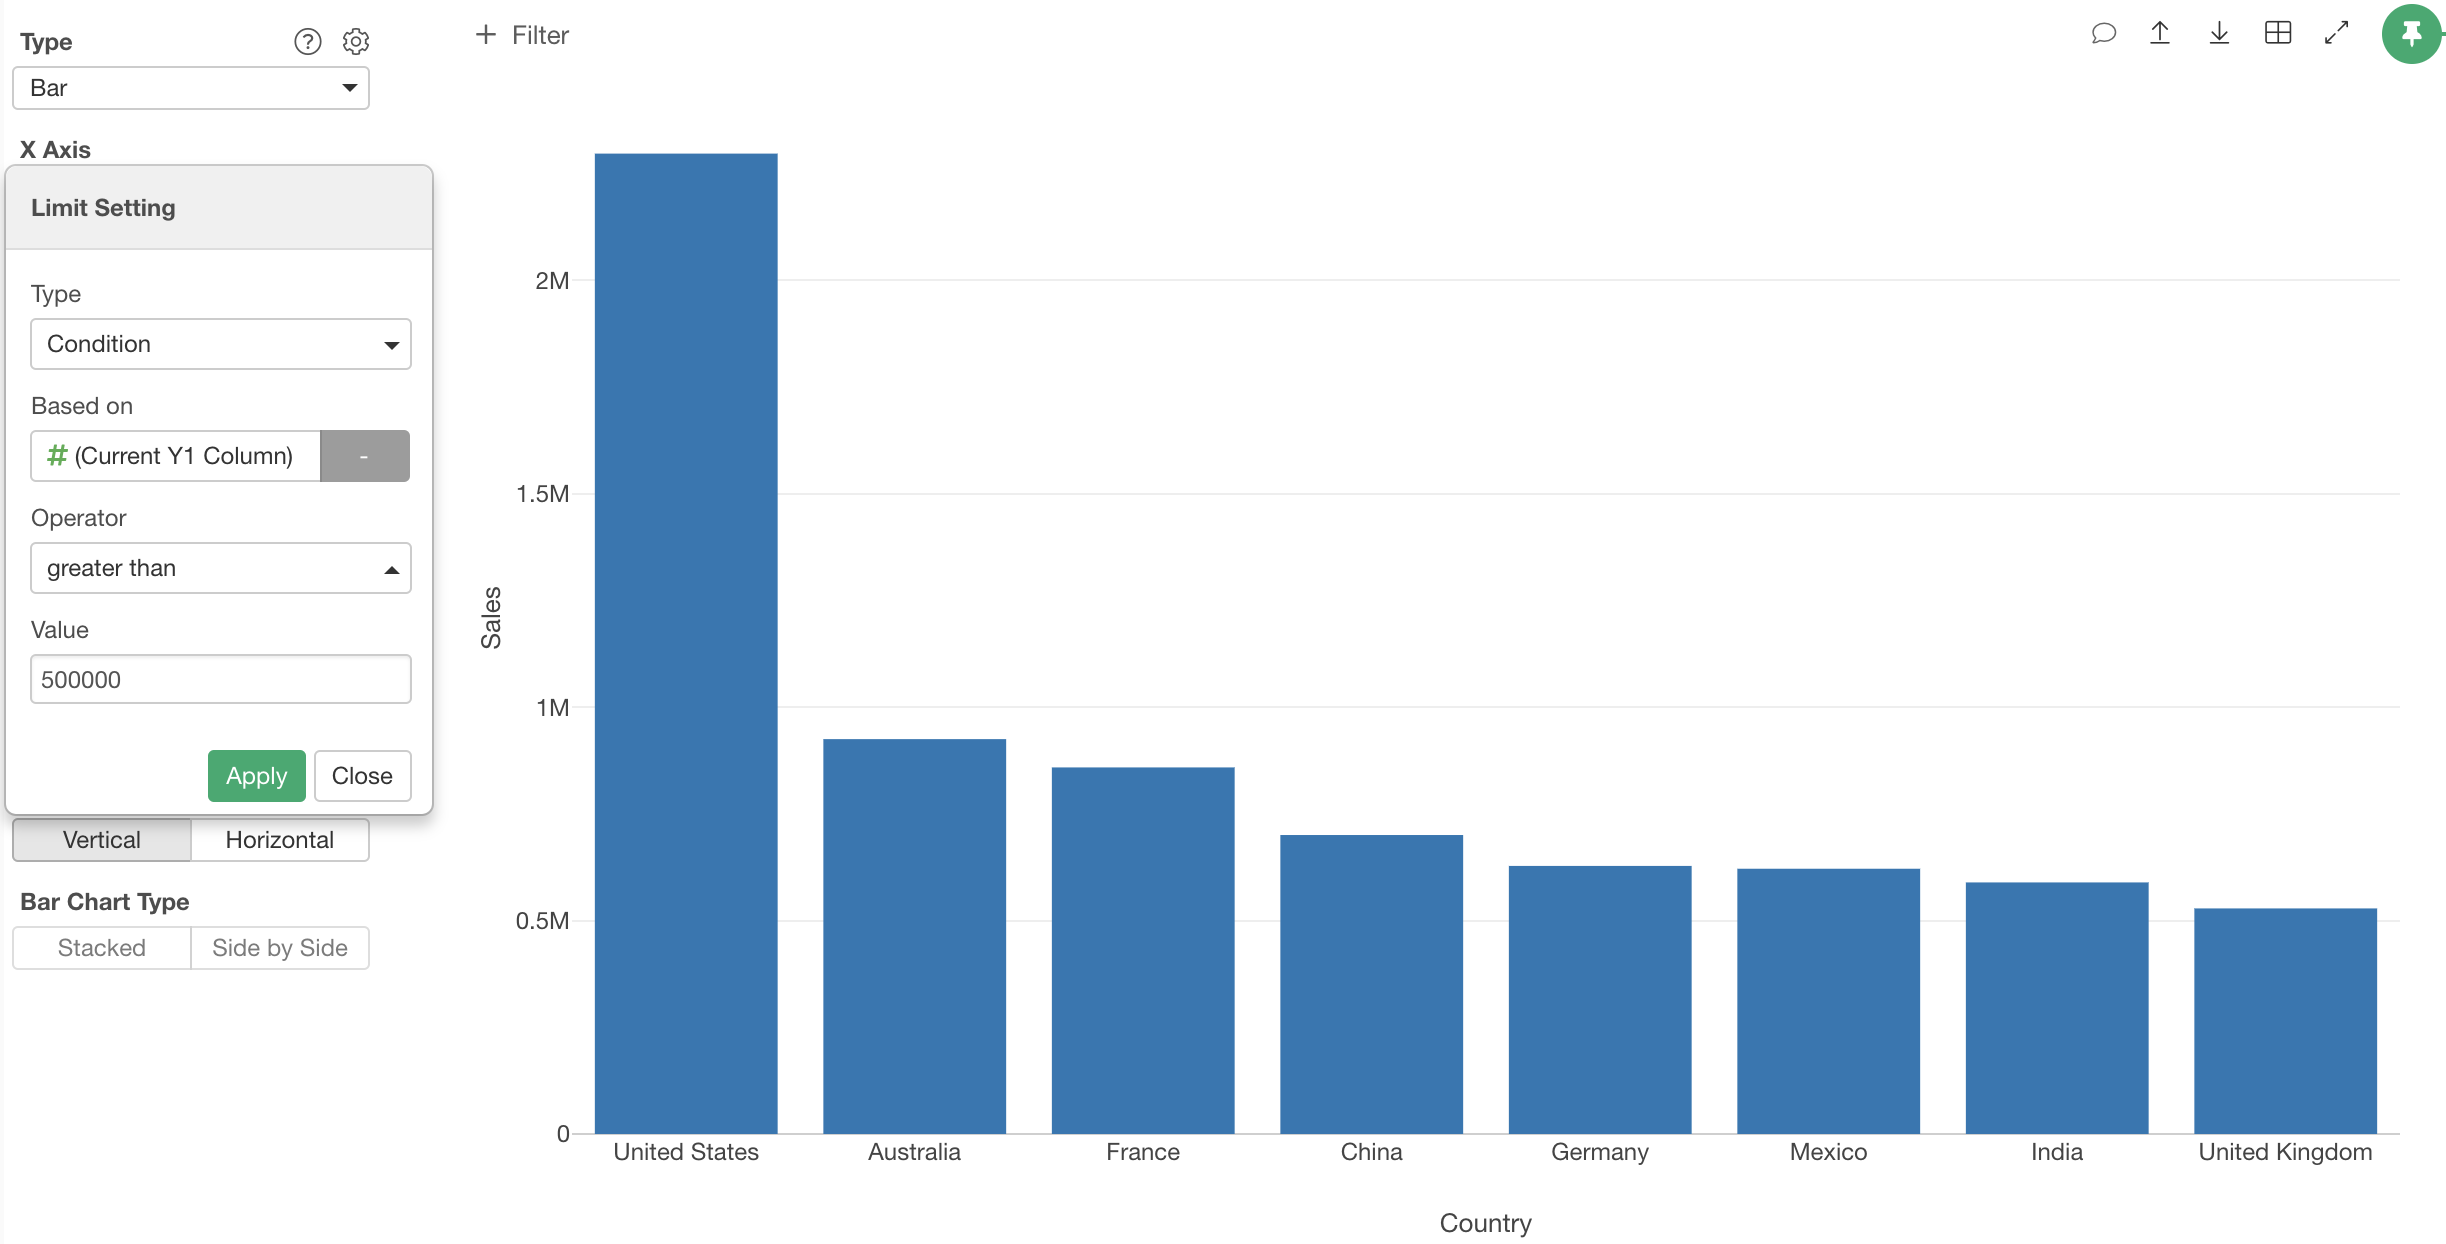 Type
Bar
X Axis
Limit Setting
Type
Condition
Based on
# (Current Y1 Column) -
Operator
greater than
Value
500000
Apply Close
Vertical Horizontal
Bar Chart Type
Stacked Side by Side
+ Filter
2M
1.5M
1M
0.5M
0
Sales
United States Australia France China Germany Mexico India United Kingdom
Country